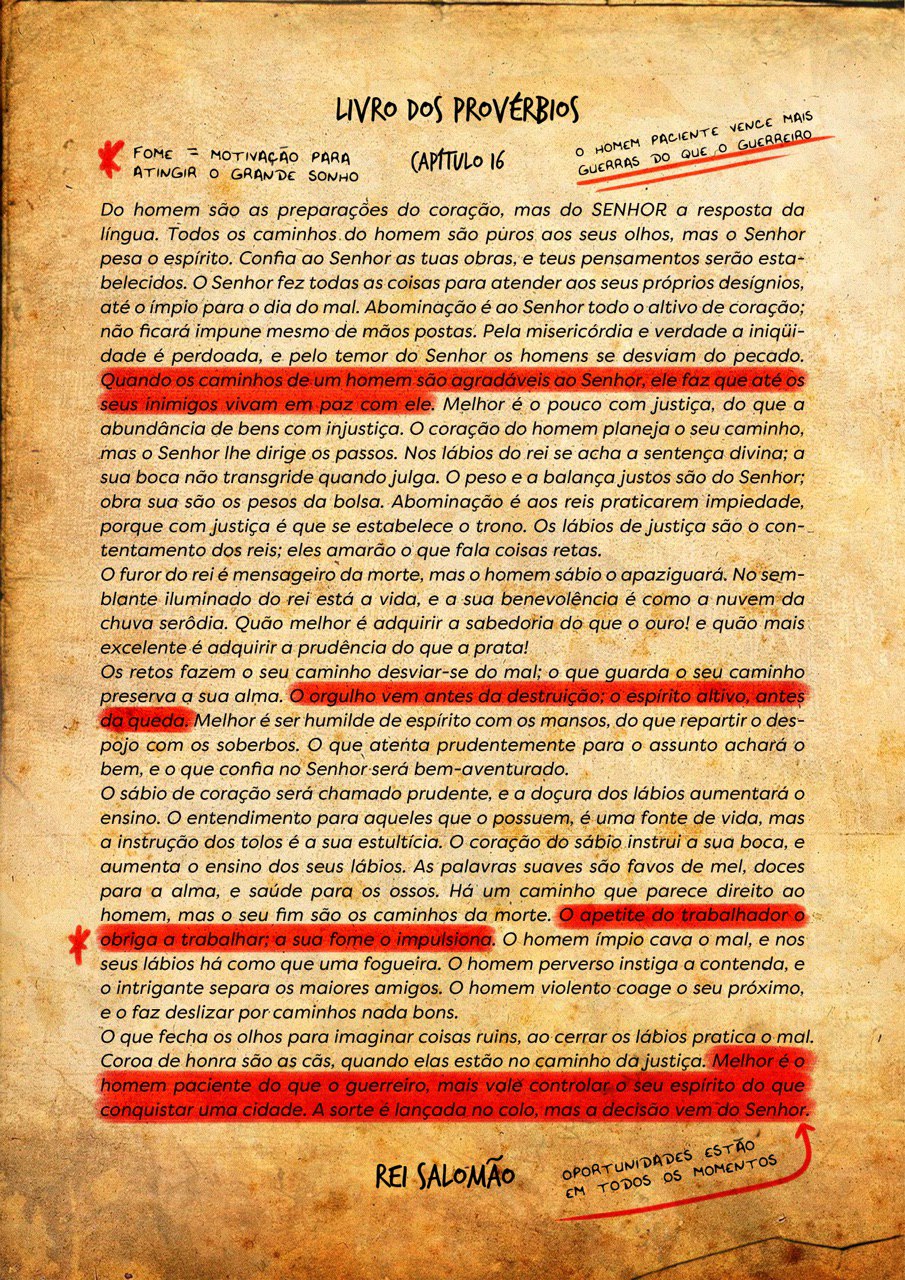 LIVRO DOS PROVÉRBIOS
FOME = MOTIVAÇÃO PARA
ATINGIR O GRANDE SONHO
CAPÍTULO 16
O HOMEM PACIENTE VENCE MAIS
GUERRAS DO QUE O GUERREIRO
Do homem são as preparações do coração, mas do SENHOR a resposta da
língua. Todos os caminhos do homem são puros aos seus olhos, mas o Senhor
pesa o espírito. Confia ao Senhor as tuas obras, e teus pensamentos serão esta-
belecidos. O Senhor fez todas as coisas para atender aos seus próprios desígnios,
até o ímpio para o dia do mal. Abominação é ao Senhor todo o altivo de coração;
não ficará impune mesmo de mãos postas. Pela misericórdia e verdade a iniqüi-
dade é perdoada, e pelo temor do Senhor os homens se desviam do pecado.
Quando os caminhos de um homem são agradáveis ao Senhor, ele faz que até os
seus inimigos vivam em paz com ele. Melhor é o pouco com justiça, do que a
abundância de bens com injustiça. O coração do homem planeja o seu caminho,
mas o Senhor lhe dirige os passos. Nos lábios do rei se acha a sentença divina; a
sua boca não transgride quando julga. O peso e a balança justos são do Senhor;
obra sua são os pesos da bolsa. Abominação é aos reis praticarem impiedade,
porque com justiça é que se estabelece o trono. Os lábios de justiça são o con-
tentamento dos reis; eles amarão o que fala coisas retas.
O furor do rei é mensageiro da morte, mas o homem sábio o apaziguará. No sem-
blante iluminado do rei está a vida, e a sua benevolência é como a nuvem da
chuva serôdia. Quão melhor é adquirir a sabedoria do que o ouro! e quão mais
excelente é adquirir a prudência do que a prata!
Os retos fazem o seu caminho desviar-se do mal; o que guarda o seu caminho
preserva a sua alma. O orgulho vem antes da destruição; o espírito altivo, antes
da queda. Melhor é ser humilde de espírito com os mansos, do que repartir o des-
pojo com os soberbos. O que atenta prudentemente para o assunto achará o
bem, e o que confia no Senhor será bem-aventurado.
O sábio de coração será chamado prudente, e a doçura dos lábios aumentará o
ensino. O entendimento para aqueles que o possuem, é uma fonte de vida, mas
a instrução dos tolos é a sua estultícia. O coração do sábio instrui a sua boca, e
aumenta o ensino dos seus lábios. As palavras suaves são favos de mel, doces
para a alma, e saúde para os ossos. Há um caminho que parece direito ao
homem, mas o seu fim são os caminhos da morte. O apetite do trabalhador o
obriga a trabalhar; a sua fome o impulsiona. O homem ímpio cava o mal, e nos
seus lábios há como que uma fogueira. O homem perverso instiga a contenda, e
o intrigante separa os maiores amigos. O homem violento coage o seu próximo,
e o faz deslizar por caminhos nada bons.
O que fecha os olhos para imaginar coisas ruins, ao cerrar os lábios pratica o mal.
Coroa de honra são as cãs, quando elas estão no caminho da justiça. Melhor é o
homem paciente do que o guerreiro, mais vale controlar o seu espírito do que
conquistar uma cidade. A sorte é lançada no colo, mas a decisão vem do Senhor.
REI SALOMÃO
OPORTUNIDADES ESTÃO
EM TODOS OS MOMENTOS